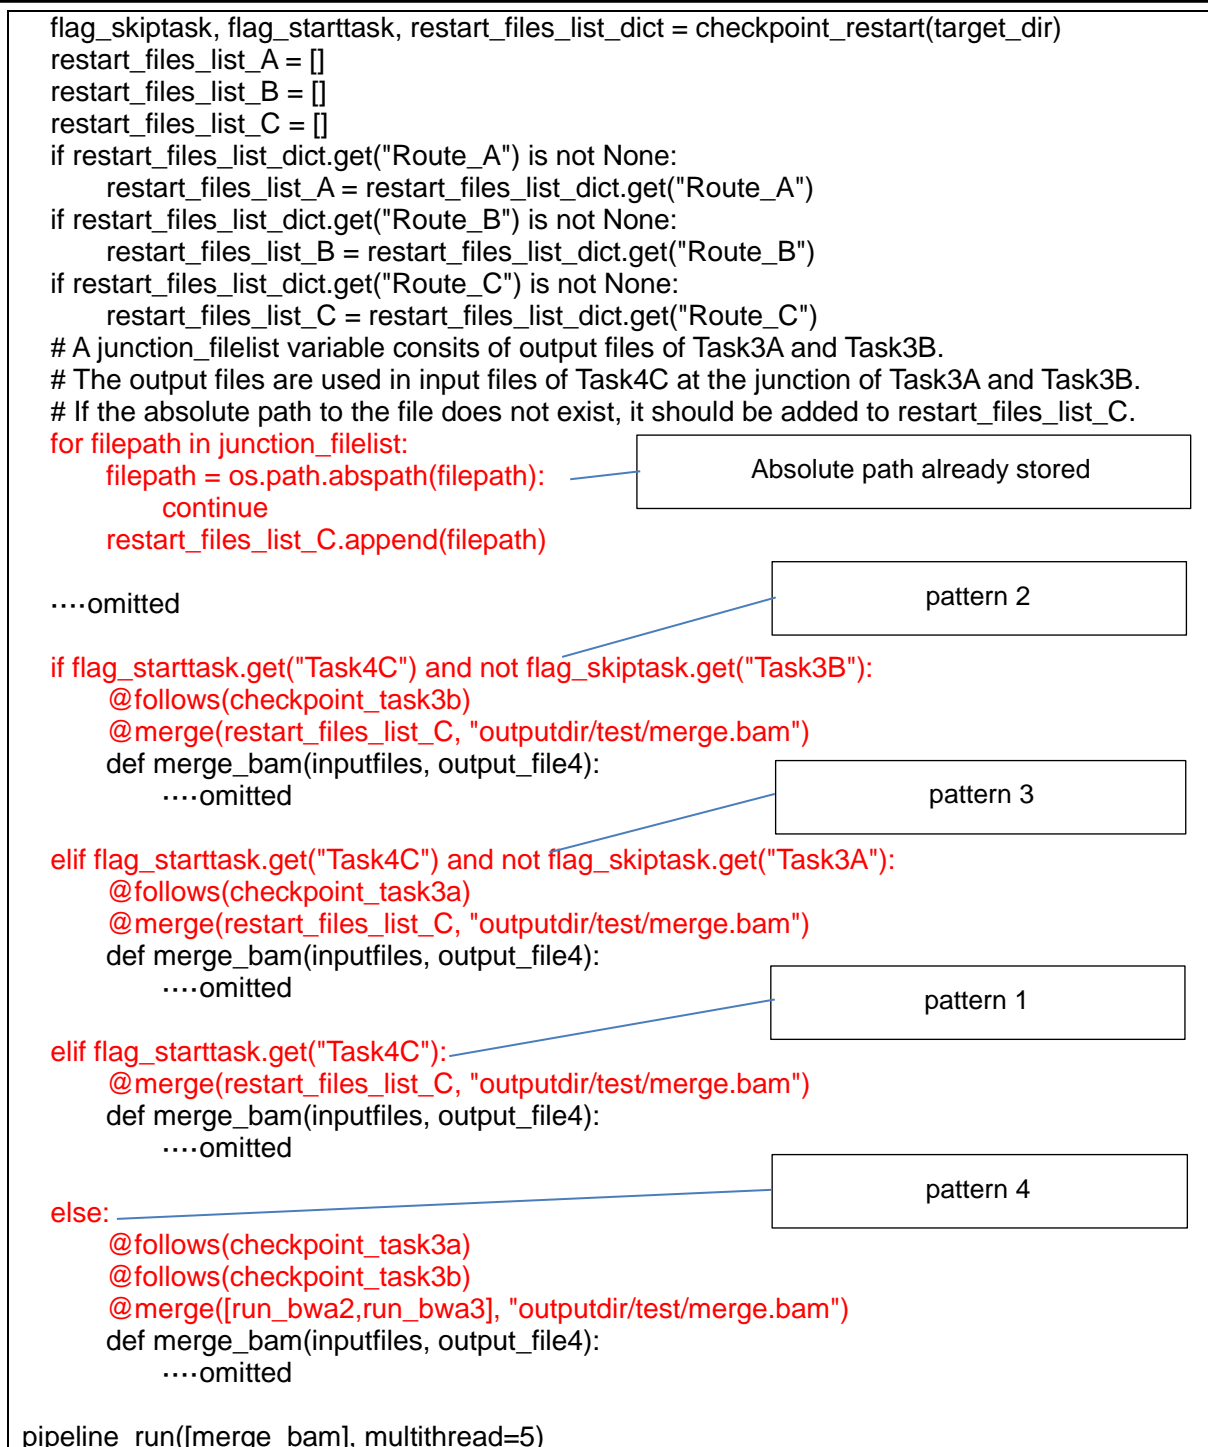 flag_skiptask, flag_starttask, restart_files_list_dict = checkpoint_restart(target_dir)
restart_files_list_A = []
restart_files_list_B = []
restart_files_list_C = []
if restart_files_list_dict.get("Route_A") is not None:
restart_files_list_A = restart_files_list_dict.get("Route_A")
if restart_files_list_dict.get("Route_B") is not None:
restart_files_list_B = restart_files_list_dict.get("Route_B")
if restart_files_list_dict.get("Route_C") is not None:
restart_files_list_C = restart_files_list_dict.get("Route_C")
# A junction_filelist variable consits of output files of Task3A and Task3B.
# The output files are used in input files of Task4C at the junction of Task3A and Task3B.
# If the absolute path to the file does not exist, it should be added to restart_files_list_C.
for filepath in junction_filelist:
filepath = os.path.abspath(filepath):
Absolute path already stored
continue
restart_files_list_C.append(filepath)
····omitted
pattern 2
if flag_starttask.get("Task4C") and not flag_skiptask.get("Task3B"):
@follows(checkpoint_task3b)
@merge(restart_files_list_C, "outputdir/test/merge.bam")
def merge_bam(inputfiles, output_file4):
····omitted
pattern 3
elif flag_starttask.get("Task4C") and not flag_skiptask.get("Task3A"):
@follows(checkpoint_task3a)
@merge(restart_files_list_C, "outputdir/test/merge.bam")
def merge_bam(inputfiles, output_file4):
····omitted
pattern 1
elif flag_starttask.get("Task4C"):
@merge(restart_files_list_C, "outputdir/test/merge.bam")
def merge_bam(inputfiles, output_file4):
····omitted
pattern 4
else:
@follows(checkpoint_task3a)
@follows(checkpoint_task3b)
@merge([run_bwa2,run_bwa3], "outputdir/test/merge.bam")
def merge_bam(inputfiles, output_file4):
····omitted
pipeline_run([merge_bam], multithread=5)